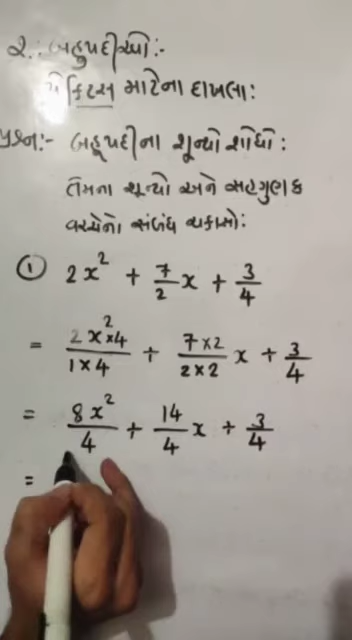 ૨.: બહુપદીઓ:-
પ્રેક્ટિસ માટેના દાખલા:
પ્રશ્ન:- બહુપદીના શૂન્યો શોધો:
તેમના શૂન્યો અને સહગુણક
વચ્ચેનો સંબંધ ચકાસો:
① 2x² + 7/2 x + 3/4
= 2x²×4/1×4 + 7×2/2×2 x + 3/4
= 8x²/4 + 14/4 x + 3/4
=